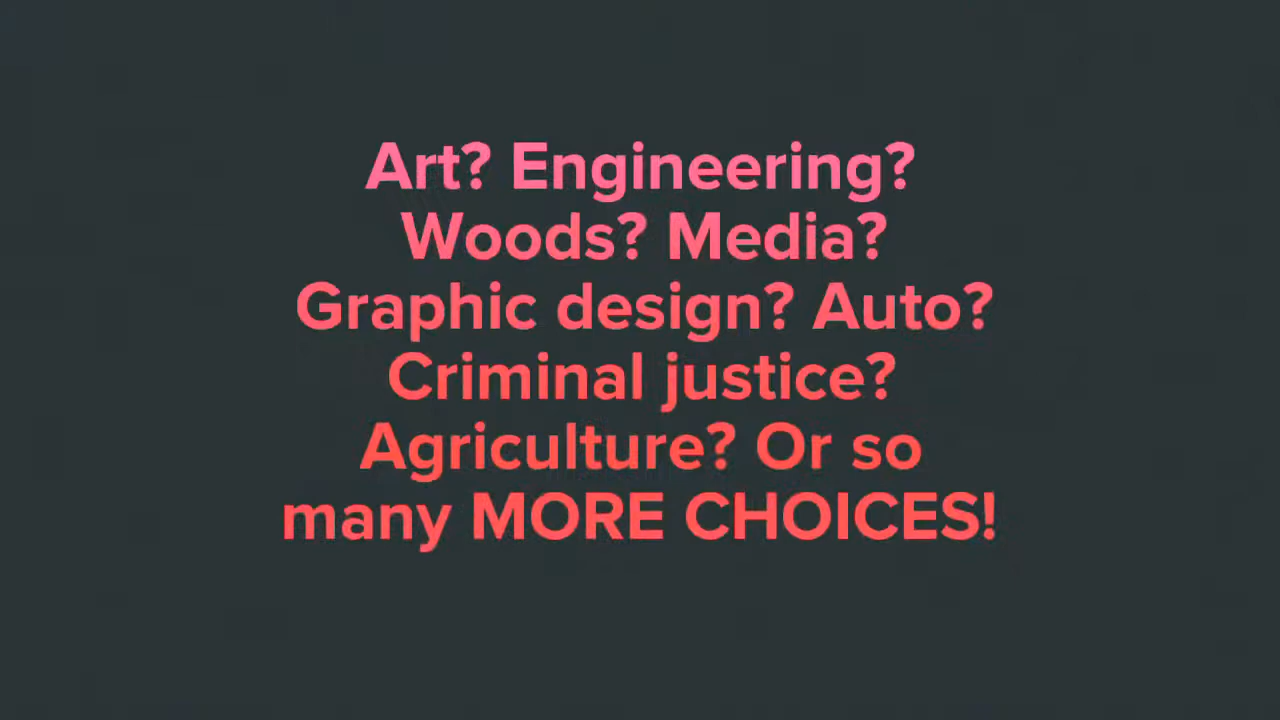 Art? Engineering?
Woods? Media?
Graphic design? Auto?
Criminal justice?
Agriculture? Or so
many MORE CHOICES!